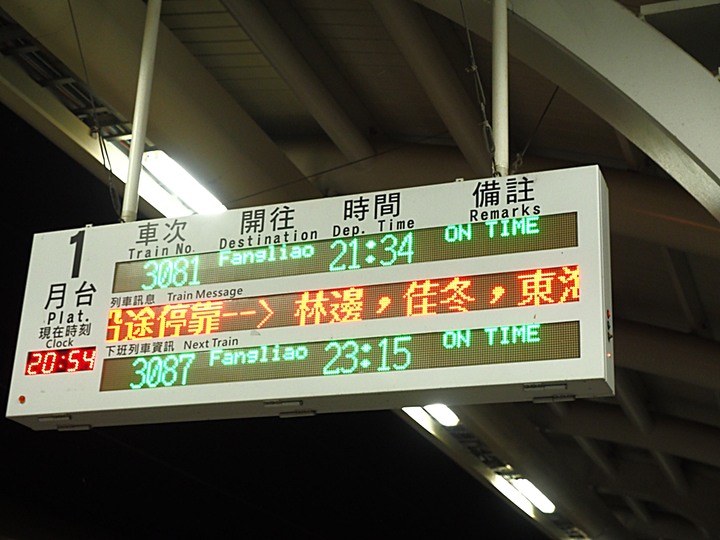 1
月台
Plat.
現在時刻
Clock
20:54
車次 開往 時間 備註
Train No. Destination Dep. Time Remarks
3081 Fangliao 21:34 ON TIME
列車訊息 Train Message
沿途停靠--> 林邊，佳冬，東海
下班列車資訊 Next Train
3087 Fangliao 23:15 ON TIME